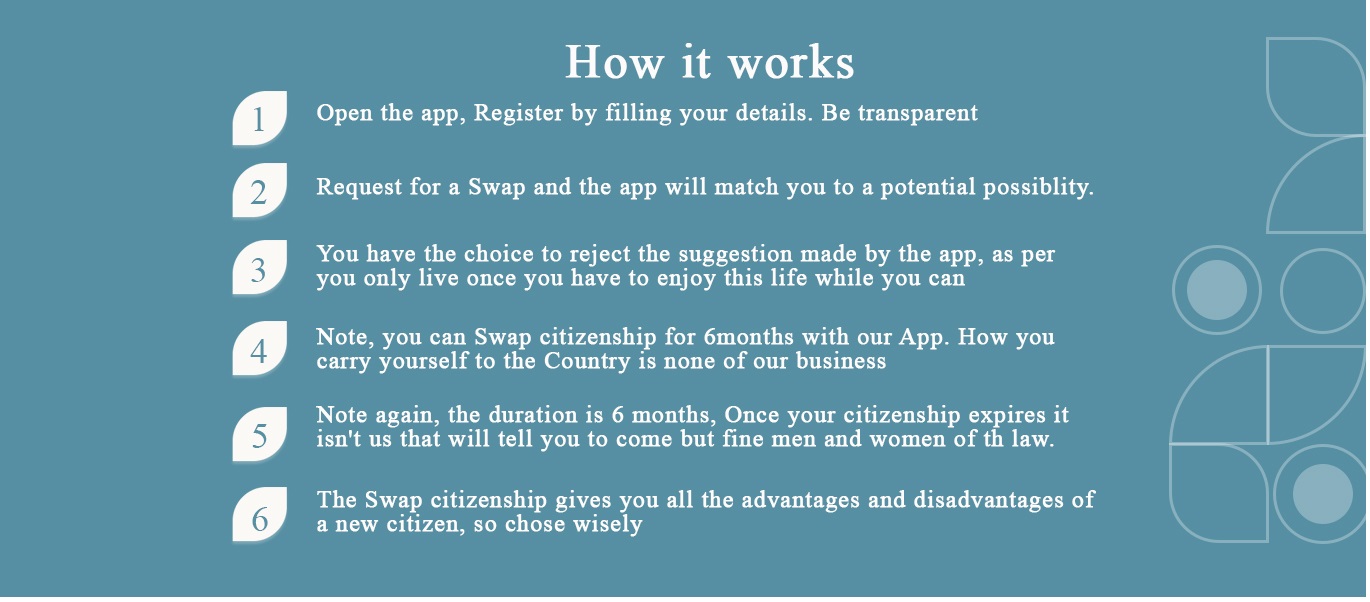 How it works
1
Open the app, Register by filling your details. Be transparent
2
Request for a Swap and the app will match you to a potential possiblity.
3
You have the choice to reject the suggestion made by the app, as per
you only live once you have to enjoy this life while you can
4
Note, you can Swap citizenship for 6months with our App. How you
carry yourself to the Country is none of our business
5
Note again, the duration is 6 months, Once your citizenship expires it
isn't us that will tell you to come but fine men and women of th law.
6
The Swap citizenship gives you all the advantages and disadvantages of
a new citizen, so chose wisely